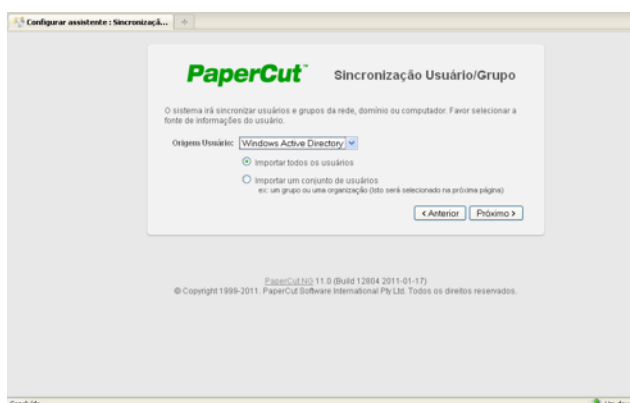 Configurar assistente : Sincronizaçã...
PaperCut™
Sincronização Usuário/Grupo
O sistema irá sincronizar usuários e grupos da rede, domínio ou computador. Favor selecionar a
fonte de informações do usuário.
Origem Usuário: Windows Active Directory
Importar todos os usuários
Importar um conjunto de usuários
ex: um grupo ou uma organização (Isto será selecionado na próxima página)
< Anterior Próximo >
PaperCut NG 11.0 (Build 12804 2011-01-17)
© Copyright 1999-2011. PaperCut Software International Pty Ltd. Todos os direitos reservados.